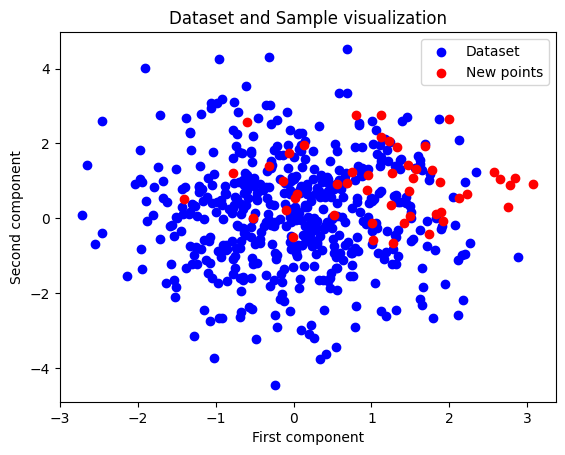 Dataset and Sample visualization
Dataset
New points
Second component
4
2
0
−2
−4
−3
−2
−1
0
1
2
3
First component